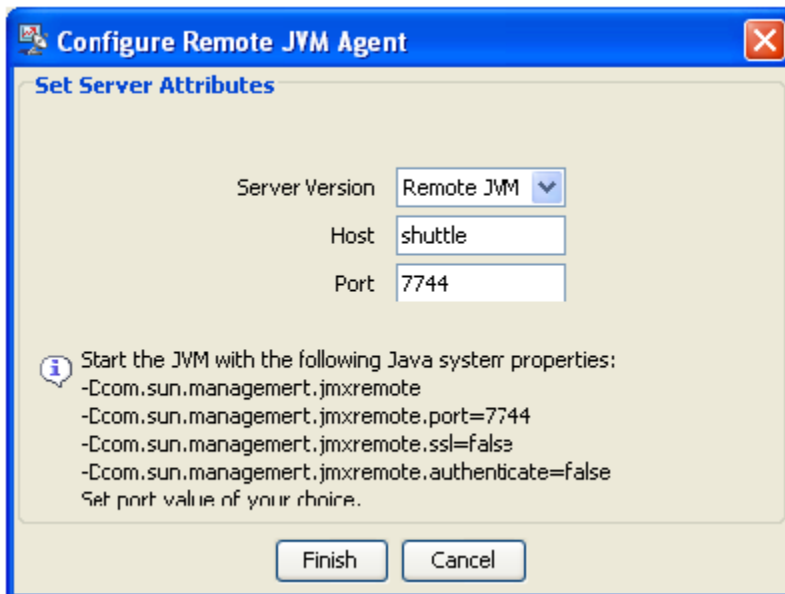 Configure Remote JVM Agent
Set Server Attributes
Server Version Remote JVM
Host shuttle
Port 7744
Start the JVM with the following Java system properties:
-Dcom.sun.management.jmxremote
-Dcom.sun.management.jmxremote.port=7744
-Dcom.sun.management.jmxremote.ssl=false
-Dcom.sun.management.jmxremote.authenticate=false
Set port value of your choice.
Finish Cancel